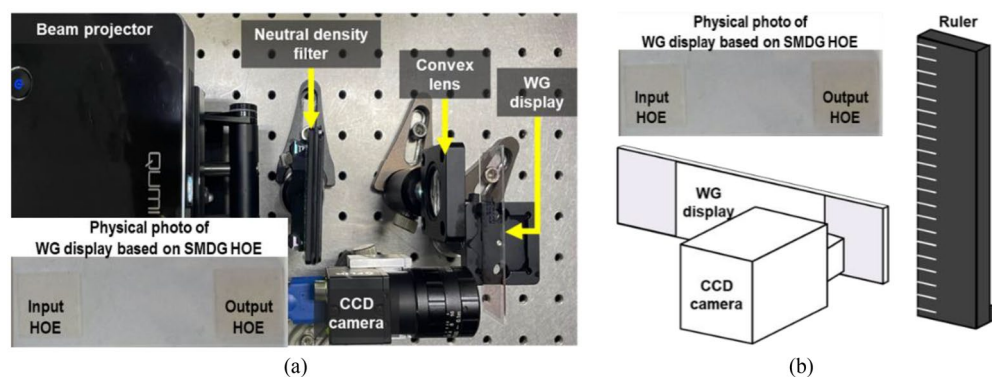 Beam projector
Neutral density
filter
Convex
lens
WG
display
QUMI
Physical photo of
WG display based on SMDG HOE
Input
HOE
Output
HOE
CCD
camera
(a)
Physical photo of
WG display based on SMDG HOE
Input
HOE
Output
HOE
Ruler
WG
display
CCD
camera
(b)